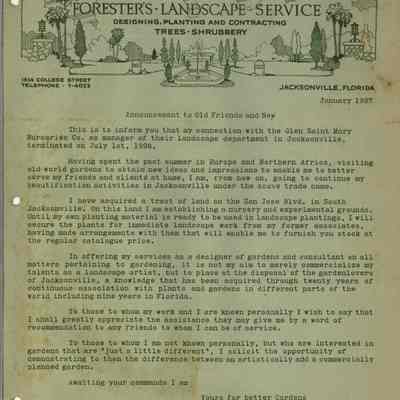 FORESTER'S · LANDSCAPE · SERVICE
DESIGNING, PLANTING AND CONTRACTING
TREES - SHRUBBERY
1534 COLLEGE STREET
TELEPHONE - 7-4023
JACKSONVILLE, FLORIDA
January 1927
Announcement to Old Friends and New
This is to inform you that my connection with the Glen Saint Mary
Nurseries Co. as manager of their landscape department in Jacksonville,
terminated on July 1st, 1926.
Having spent the past summer in Europe and Northern Africa, visiting
old world gardens to obtain new ideas and impressions to enable me to better
serve my friends and clients at home, I am, from now on, going to continue my
beautification activities in Jacksonville under the above trade name.
I have acquired a tract of land on the San Jose Blvd. in South
Jacksonville. On this land I am establishing a nursery and experimental grounds.
Until my own planting material is ready to be used in landscape plantings, I will
secure the plants for immediate landscape work from my former associates,
having made arrangements with them that will enable me to furnish you stock at
the regular catalogue price.
In offering my services as a designer of gardens and consultant on all
matters pertaining to gardening, it is not my aim to merely commercialize my
talents as a landscape artist, but to place at the disposal of the gardenlovers
of Jacksonville, a knowledge that has been acquired through twenty years of
continuous association with plants and gardens in different parts of the
world including nine years in Florida.
To those to whom my work and I are known personally I wish to say that
I shall greatly appreciate the assistance they may give me by a word of
recommendation to any friends to whom I can be of service.
To those to whom I am not known personally, but who are interested in
gardens that are "just a little different", I solicit the opportunity of
demonstrating to them the difference between an artistically and a commercially
planned garden.
Awaiting your commands I am
Yours for better Gardens